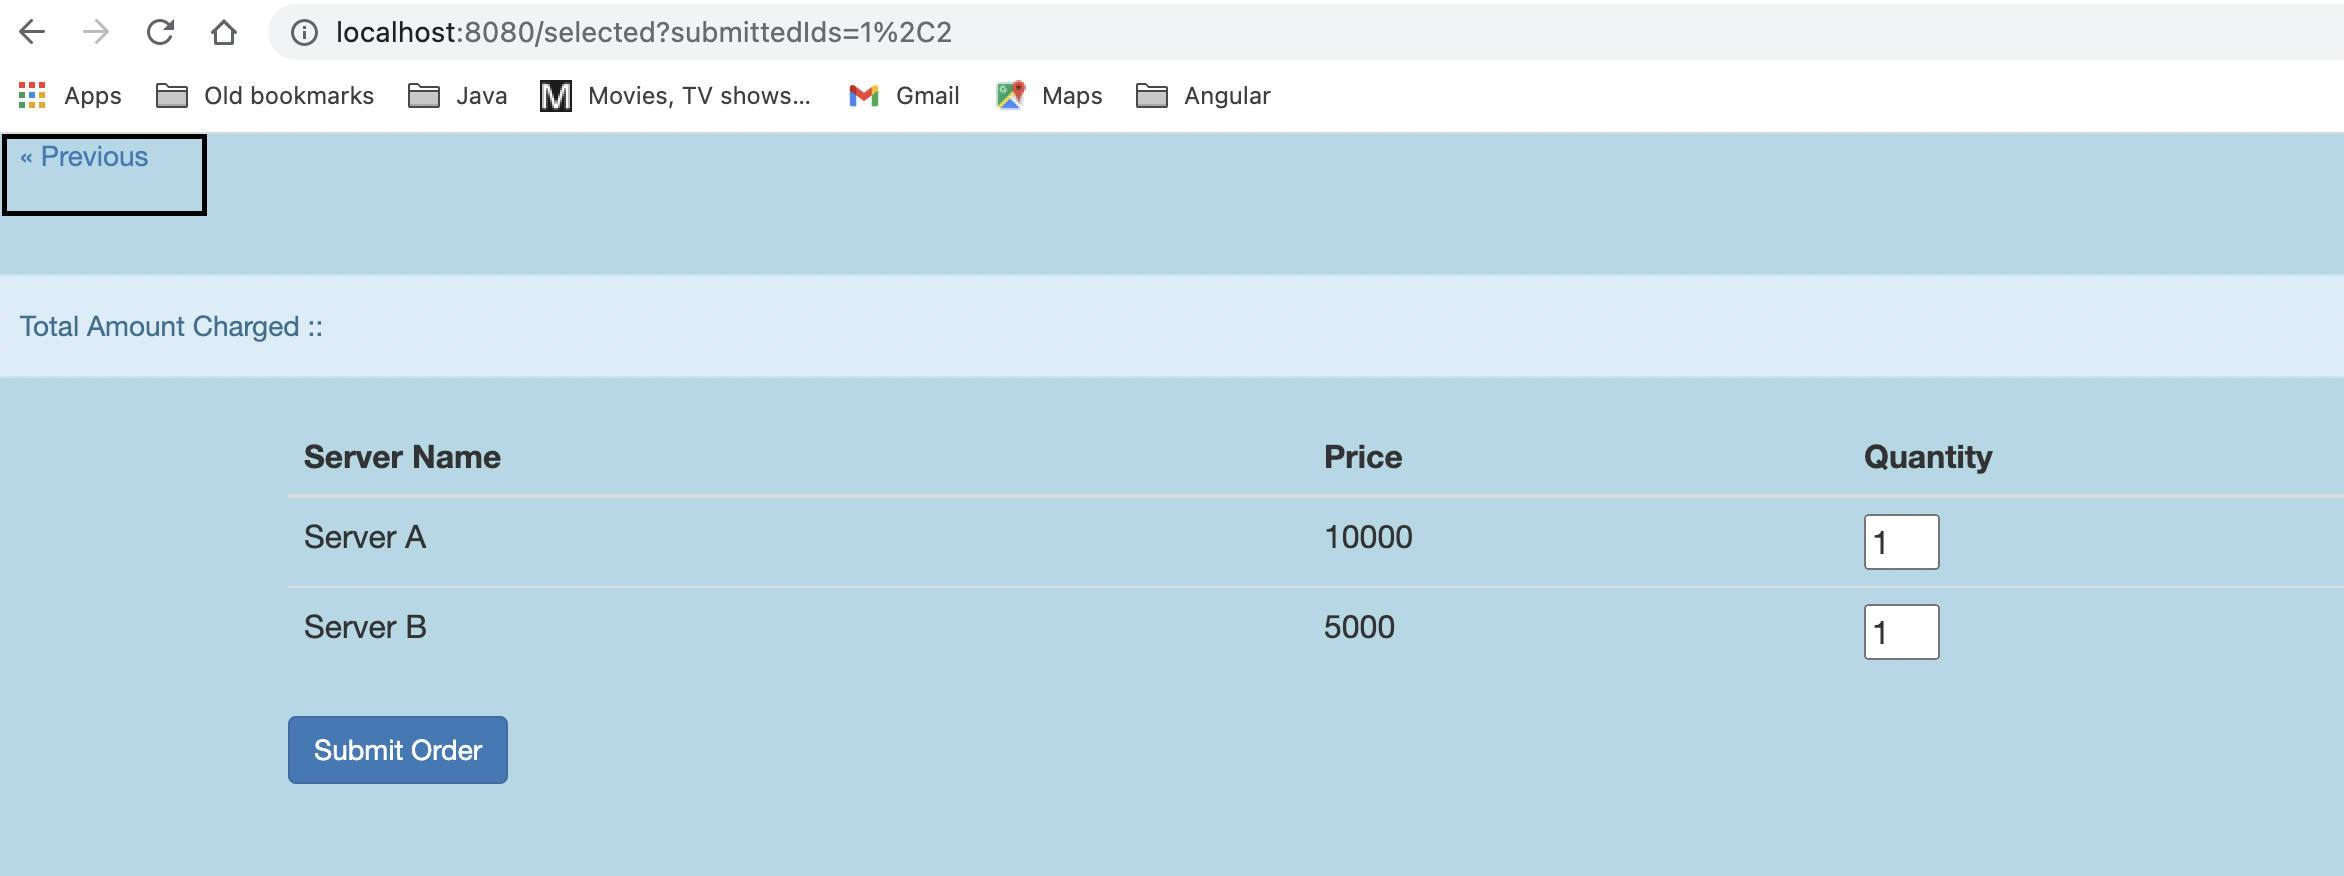 localhost:8080/selected?submittedIds=1%2C2
Apps Old bookmarks Java M Movies, TV shows... Gmail Maps Angular
« Previous
Total Amount Charged ::
Server Name Price Quantity
Server A 10000 1
Server B 5000 1
Submit Order